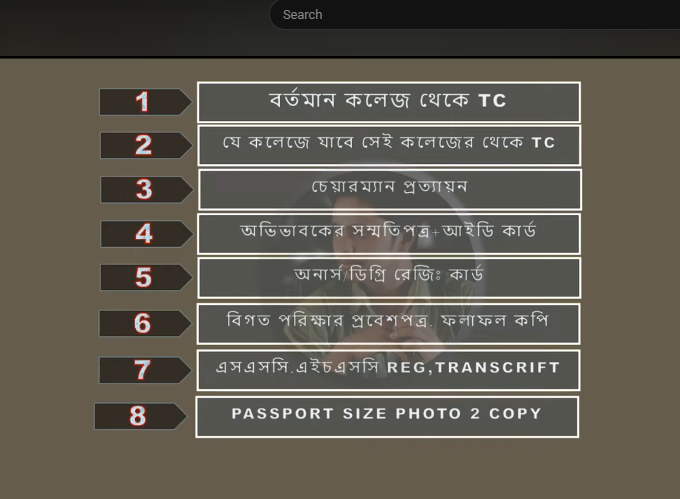 Search
1 বর্তমান কলেজ থেকে TC
2 যে কলেজে যাবে সেই কলেজের থেকে TC
3 চেয়ারম্যান প্রত্যায়ন
4 অভিভাবকের সম্মতিপত্র+আইডি কার্ড
5 অনার্স/ডিগ্রি রেজিঃ কার্ড
6 বিগত পরিক্ষার প্রবেশপত্র. ফলাফল কপি
7 এসএসসি.এইচএসসি REG,TRANSCRIPT
8 PASSPORT SIZE PHOTO 2 COPY